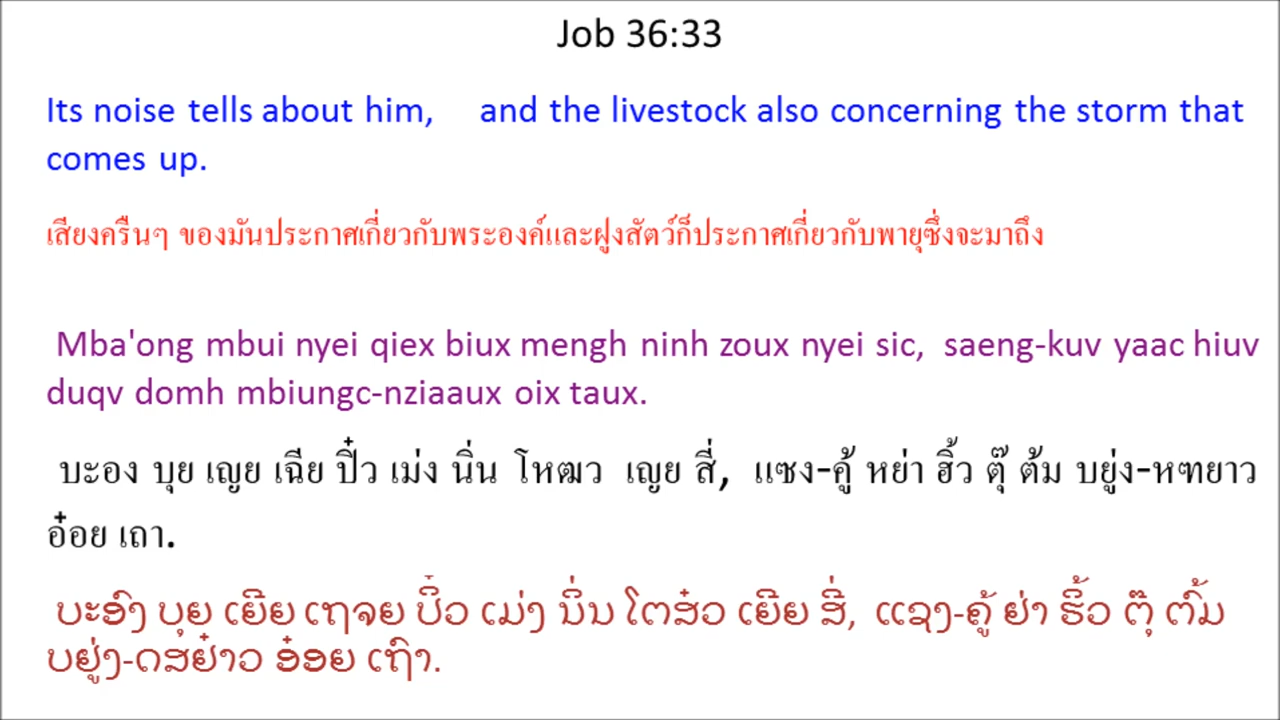 Job 36:33
Its noise tells about him, and the livestock also concerning the storm that
comes up.
เสียงครืนๆ ของมันประกาศเกี่ยวกับพระองค์และฝูงสัตว์ก็ประกาศเกี่ยวกับพายุซึ่งจะมาถึง
Mba'ong mbui nyei qiex biux mengh ninh zoux nyei sic, saeng-kuv yaac hiuv
duqv domh mbiungc-nziaaux oix taux.
บะอง บุย เญย เฉีย ปิ๋ว เม่ง นิ่น โหฒว เญย สี่, แซง-คู้ หย่า ฮิ้ว ตุ๊ ต้ม บยู่ง-หฑยาว
อ๋อย เถา.
ບະອົງ ບຸຍ ເຍີຍ ເຖຈຍ ປິ໋ວ ເມ່ງ ນິ່ນ ໂຕສ໋ວ ເຍີຍ ສີ່, ແຊງ-ຄູ້ ຢ່າ ຮິ້ວ ຕຸ໊ ຕົ້ມ
ບຢູ່ງ-ດສຢ໋າວ ອ໋ອຍ ເຖົາ.